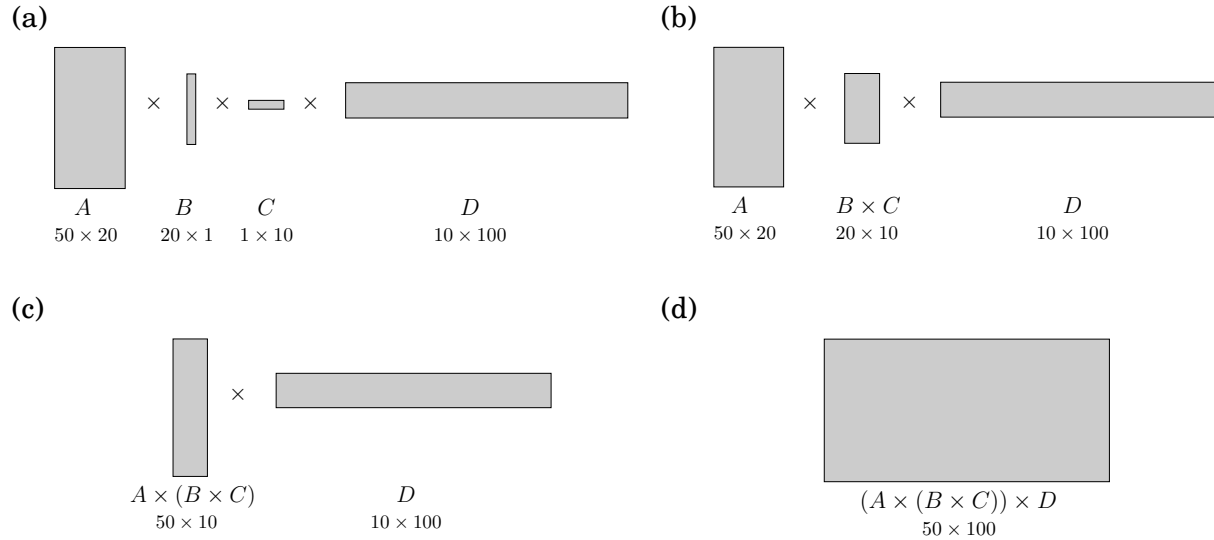 (a)
(b)
× × ×
× ×
A B C D
A B × C D
50 × 20 20 × 1 1 × 10 10 × 100
50 × 20 20 × 10 10 × 100
(c)
(d)
×
A × (B × C) D
(A × (B × C)) × D
50 × 10 10 × 100
50 × 100